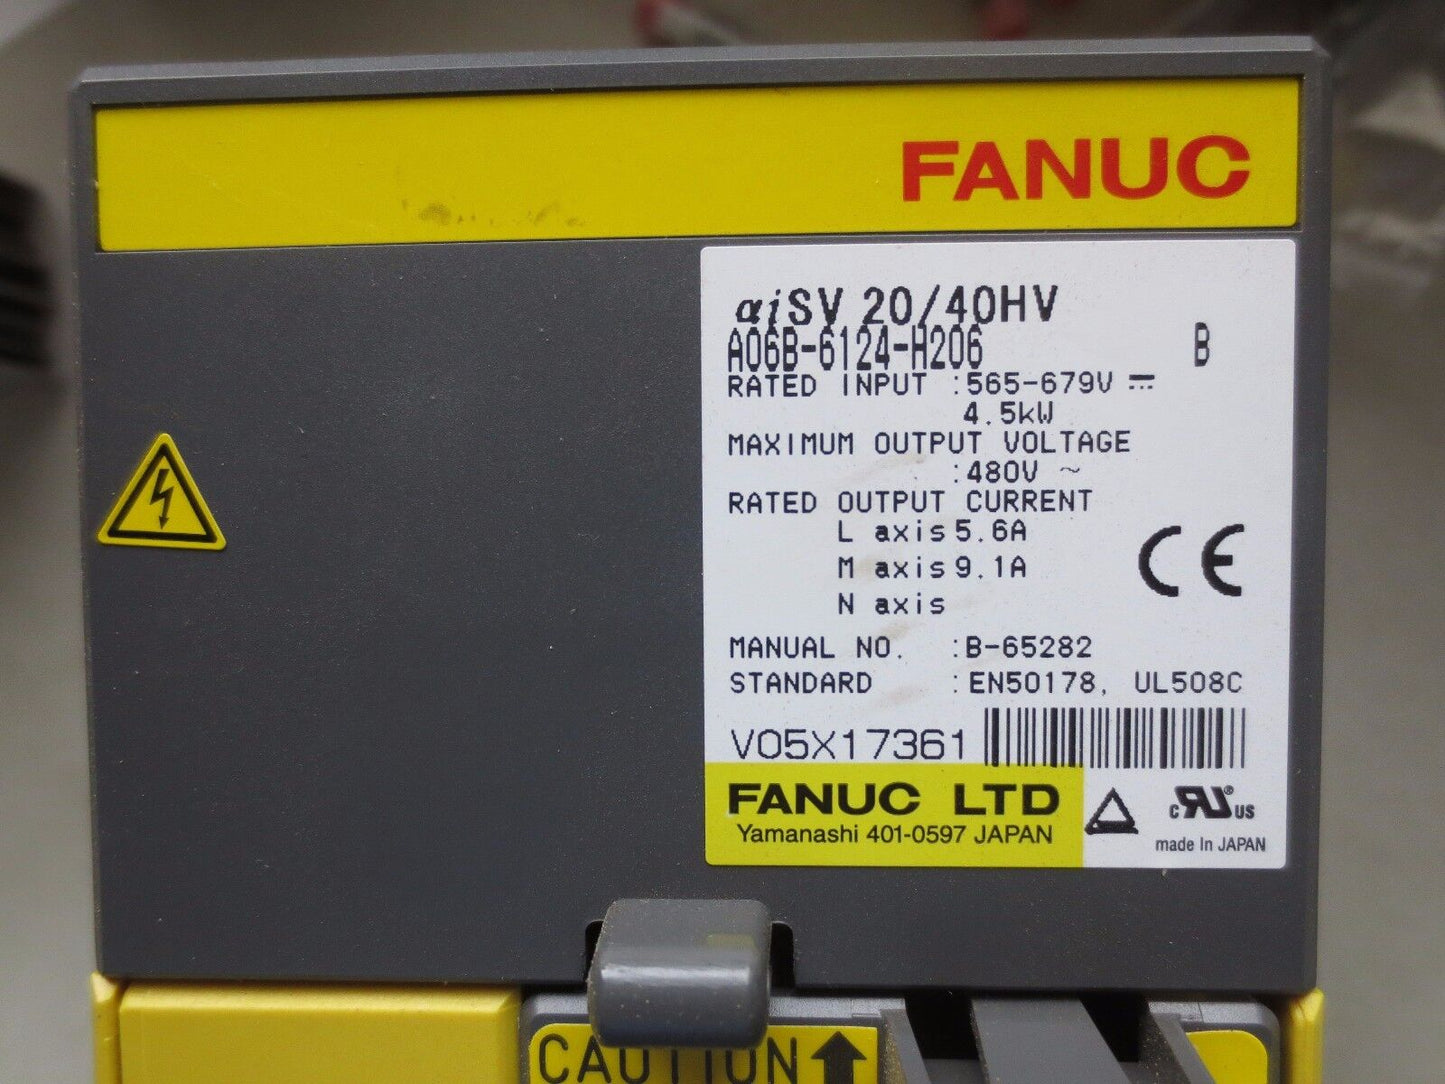 FANUC
αiSV 20/40HV
A06B-6124-H206 B
RATED INPUT :565-679V ⎓
4.5kW
MAXIMUM OUTPUT VOLTAGE
:480V ~
RATED OUTPUT CURRENT
L axis 5.6A
M axis 9.1A
N axis
CE
MANUAL NO. :B-65282
STANDARD :EN50178, UL508C
V05X17361
FANUC LTD
Yamanashi 401-0597 JAPAN
c RU ® US
made In JAPAN
CAUTION